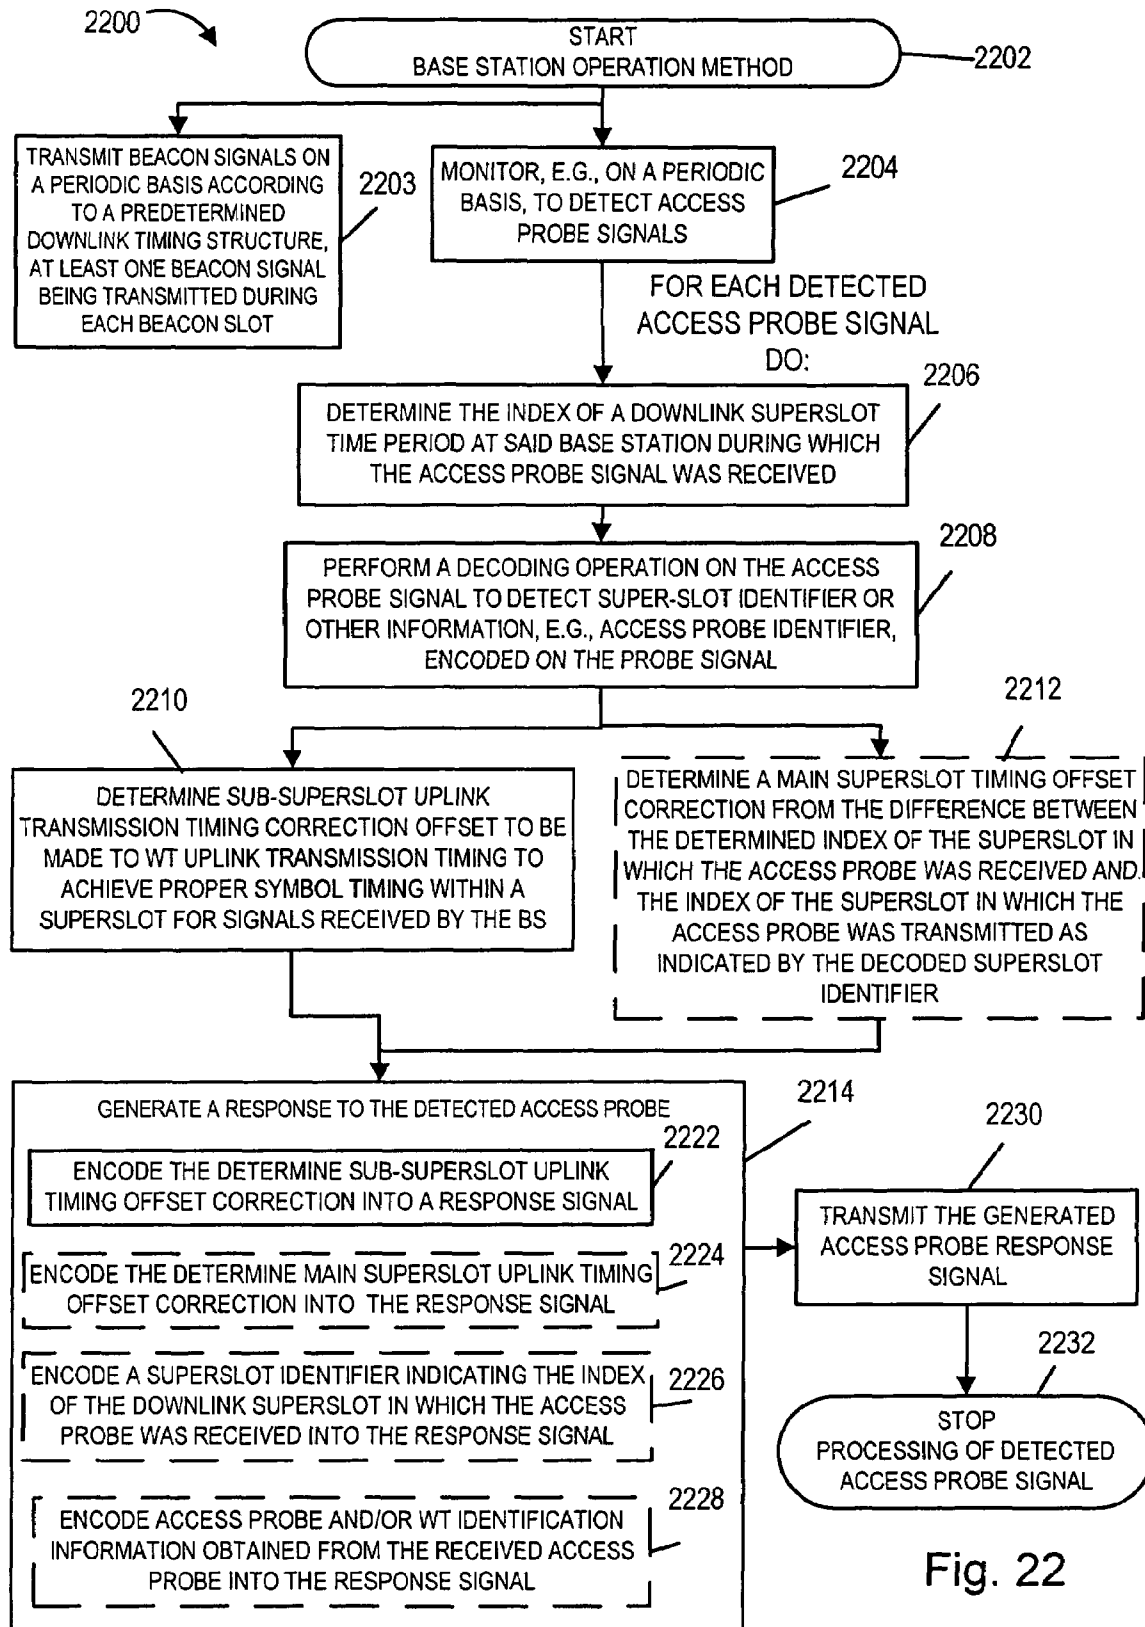 2200
START
BASE STATION OPERATION METHOD
2202
TRANSMIT BEACON SIGNALS ON
A PERIODIC BASIS ACCORDING
TO A PREDETERMINED
DOWNLINK TIMING STRUCTURE,
AT LEAST ONE BEACON SIGNAL
BEING TRANSMITTED DURING
EACH BEACON SLOT
2203
MONITOR, E.G., ON A PERIODIC
BASIS, TO DETECT ACCESS
PROBE SIGNALS
2204
FOR EACH DETECTED
ACCESS PROBE SIGNAL
DO:
2206
DETERMINE THE INDEX OF A DOWNLINK SUPERSLOT
TIME PERIOD AT SAID BASE STATION DURING WHICH
THE ACCESS PROBE SIGNAL WAS RECEIVED
2208
PERFORM A DECODING OPERATION ON THE ACCESS
PROBE SIGNAL TO DETECT SUPER-SLOT IDENTIFIER OR
OTHER INFORMATION, E.G., ACCESS PROBE IDENTIFIER,
ENCODED ON THE PROBE SIGNAL
2210
DETERMINE SUB-SUPERSLOT UPLINK
TRANSMISSION TIMING CORRECTION OFFSET TO BE
MADE TO WT UPLINK TRANSMISSION TIMING TO
ACHIEVE PROPER SYMBOL TIMING WITHIN A
SUPERSLOT FOR SIGNALS RECEIVED BY THE BS
2212
DETERMINE A MAIN SUPERSLOT TIMING OFFSET
CORRECTION FROM THE DIFFERENCE BETWEEN
THE DETERMINED INDEX OF THE SUPERSLOT IN
WHICH THE ACCESS PROBE WAS RECEIVED AND
THE INDEX OF THE SUPERSLOT IN WHICH THE
ACCESS PROBE WAS TRANSMITTED AS
INDICATED BY THE DECODED SUPERSLOT
IDENTIFIER
GENERATE A RESPONSE TO THE DETECTED ACCESS PROBE
2214
2222
ENCODE THE DETERMINE SUB-SUPERSLOT UPLINK
TIMING OFFSET CORRECTION INTO A RESPONSE SIGNAL
2224
ENCODE THE DETERMINE MAIN SUPERSLOT UPLINK TIMING
OFFSET CORRECTION INTO THE RESPONSE SIGNAL
2226
ENCODE A SUPERSLOT IDENTIFIER INDICATING THE INDEX
OF THE DOWNLINK SUPERSLOT IN WHICH THE ACCESS
PROBE WAS RECEIVED INTO THE RESPONSE SIGNAL
2228
ENCODE ACCESS PROBE AND/OR WT IDENTIFICATION
INFORMATION OBTAINED FROM THE RECEIVED ACCESS
PROBE INTO THE RESPONSE SIGNAL
2230
TRANSMIT THE GENERATED
ACCESS PROBE RESPONSE
SIGNAL
2232
STOP
PROCESSING OF DETECTED
ACCESS PROBE SIGNAL
Fig. 22